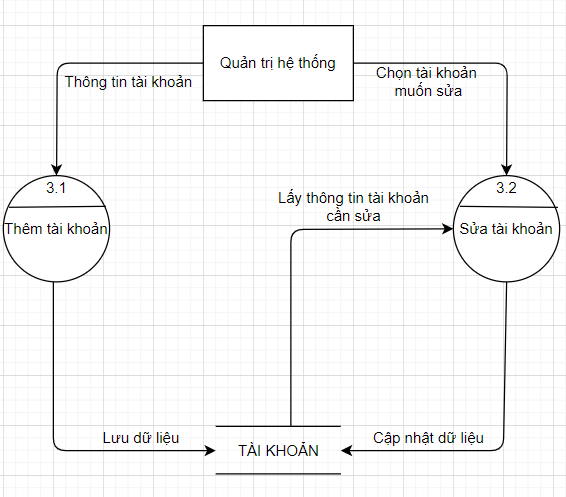 Quản trị hệ thống
Thông tin tài khoản
Chọn tài khoản
muốn sửa
3.1
Thêm tài khoản
3.2
Sửa tài khoản
Lấy thông tin tài khoản
cần sửa
Lưu dữ liệu
TÀI KHOẢN
Cập nhật dữ liệu